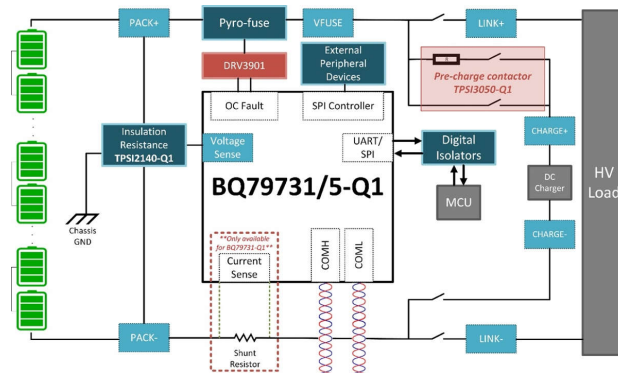 PACK+
Pyro-fuse
VFUSE
LINK+
DRV3901
External
Peripheral
Devices
Pre-charge contactor
TPSI3050-Q1
OC Fault
SPI Controller
Insulation
Resistance
TPSI2140-Q1
Voltage
Sense
UART/
SPI
Digital
Isolators
CHARGE+
BQ79731/5-Q1
MCU
DC
Charger
HV
Load
Chassis
GND
**Only available
for BQ79731-Q1**
Current
Sense
COMH
COML
CHARGE-
PACK-
Shunt
Resistor
LINK-